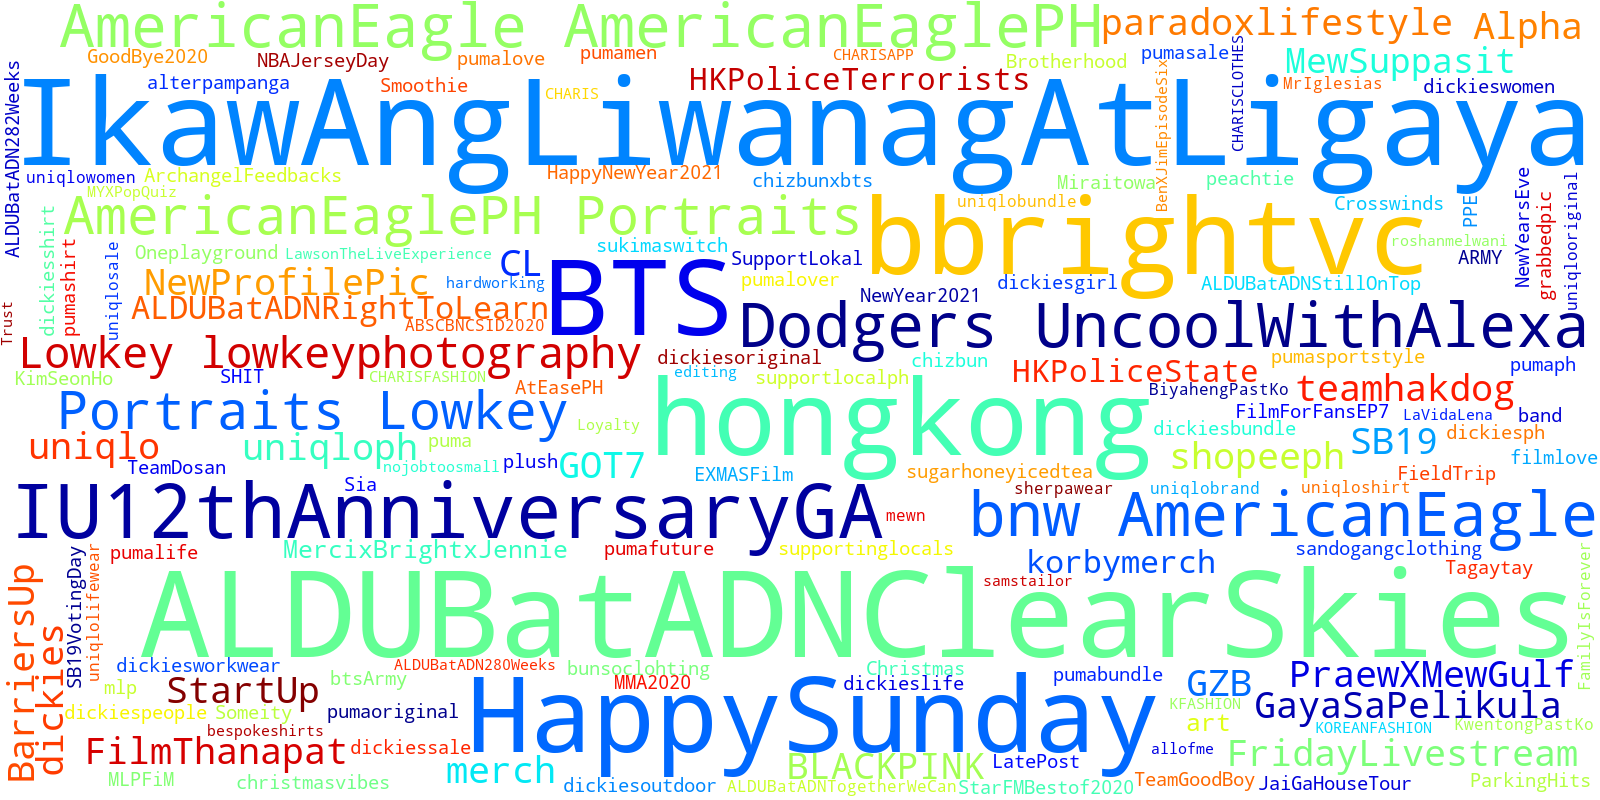 AmericanEagle AmericanEaglePH
paradoxlifestyle
Alpha
GoodBye2020
NBAJerseyDay
pumalove
pumamen
CHARISAPP
Brotherhood
pumasale
MewSuppasit
ALDUBatADN282Weeks
alterpampanga
Smoothie
CHARIS
HKPoliceTerrorists
BenXJimEpisodeSix
CHARISCLOTHES
MrIglesias
dickieswomen
IkawAngLiwanagAtLigaya
uniqlowomen
ArchangelFeedbacks
HappyNewYear2021
chizbunxbts
Miraitowa
peachtie
MYXPopQuiz
AmericanEaglePH Portraits
bbrightvc
uniqlobundle
Crosswinds
PPE
NewYearsEve
grabbedpic
uniqlooriginal
dickiesshirt
pumashirt
uniqlosale
Oneplayground
LawsonTheLiveExperience
sukimaswitch
SupportLokal
roshanmelwani
ARMY
CL
BTS
NewProfilePic
hardworking
pumalover
dickiesgirl
ALDUBatADNStillOnTop
NewYear2021
Trust
ALDUBatADNRightToLearn
ABSCBNCSID2020
Dodgers UncoolWithAlexa
Lowkey lowkeyphotography
dickiesoriginal
chizbun
pumasportstyle
pumaph
KimSeonHo
SHIT
CHARISFASHION
AtEasePH
editing
supportlocalph
HKPoliceState
BiyahengPastKo
teamhakdog
Portraits Lowkey
hongkong
FilmForFansEP7
LaVidaLena
band
Loyalty
dickiesbundle
uniqlo
uniqloph
puma
SB19
dickiesph
TeamDosan
nojobtoosmall
plush
GOT7
EXMASFilm
sugarhoneyicedtea
shopeeph
filmlove
FieldTrip
IU12thAnniversaryGA
Sia
sherpawear
uniqlobrand
uniqloshirt
mewn
bnw AmericanEagle
pumalife
MercixBrightxJennie
pumafuture
supportinglocals
korbymerch
sandogangclothing
Tagaytay
BarriersUp
dickies
SB19VotingDay
uniqlolifewear
samstailor
FamilyIsForever
ALDUBatADNClearSkies
dickiesworkwear
ALDUBatADN280Weeks
bunsoclohting
Christmas
pumabundle
PraewXMewGulf
mlp
StartUp
btsArmy
MMA2020
dickieslife
GZB
HappySunday
dickiespeople
Someity
pumaoriginal
KFASHION
GayaSaPelikula
bespokeshirts
art
KOREANFASHION
KwentongPastKo
FilmThanapat
dickiessale
allofme
MLPFiM
christmasvibes
merch
BLACKPINK
LatePost
FridayLivestream
dickiesoutdoor
ALDUBatADNTogetherWeCan
StarFMBestof2020
TeamGoodBoy
JaiGaHouseTour
ParkingHits